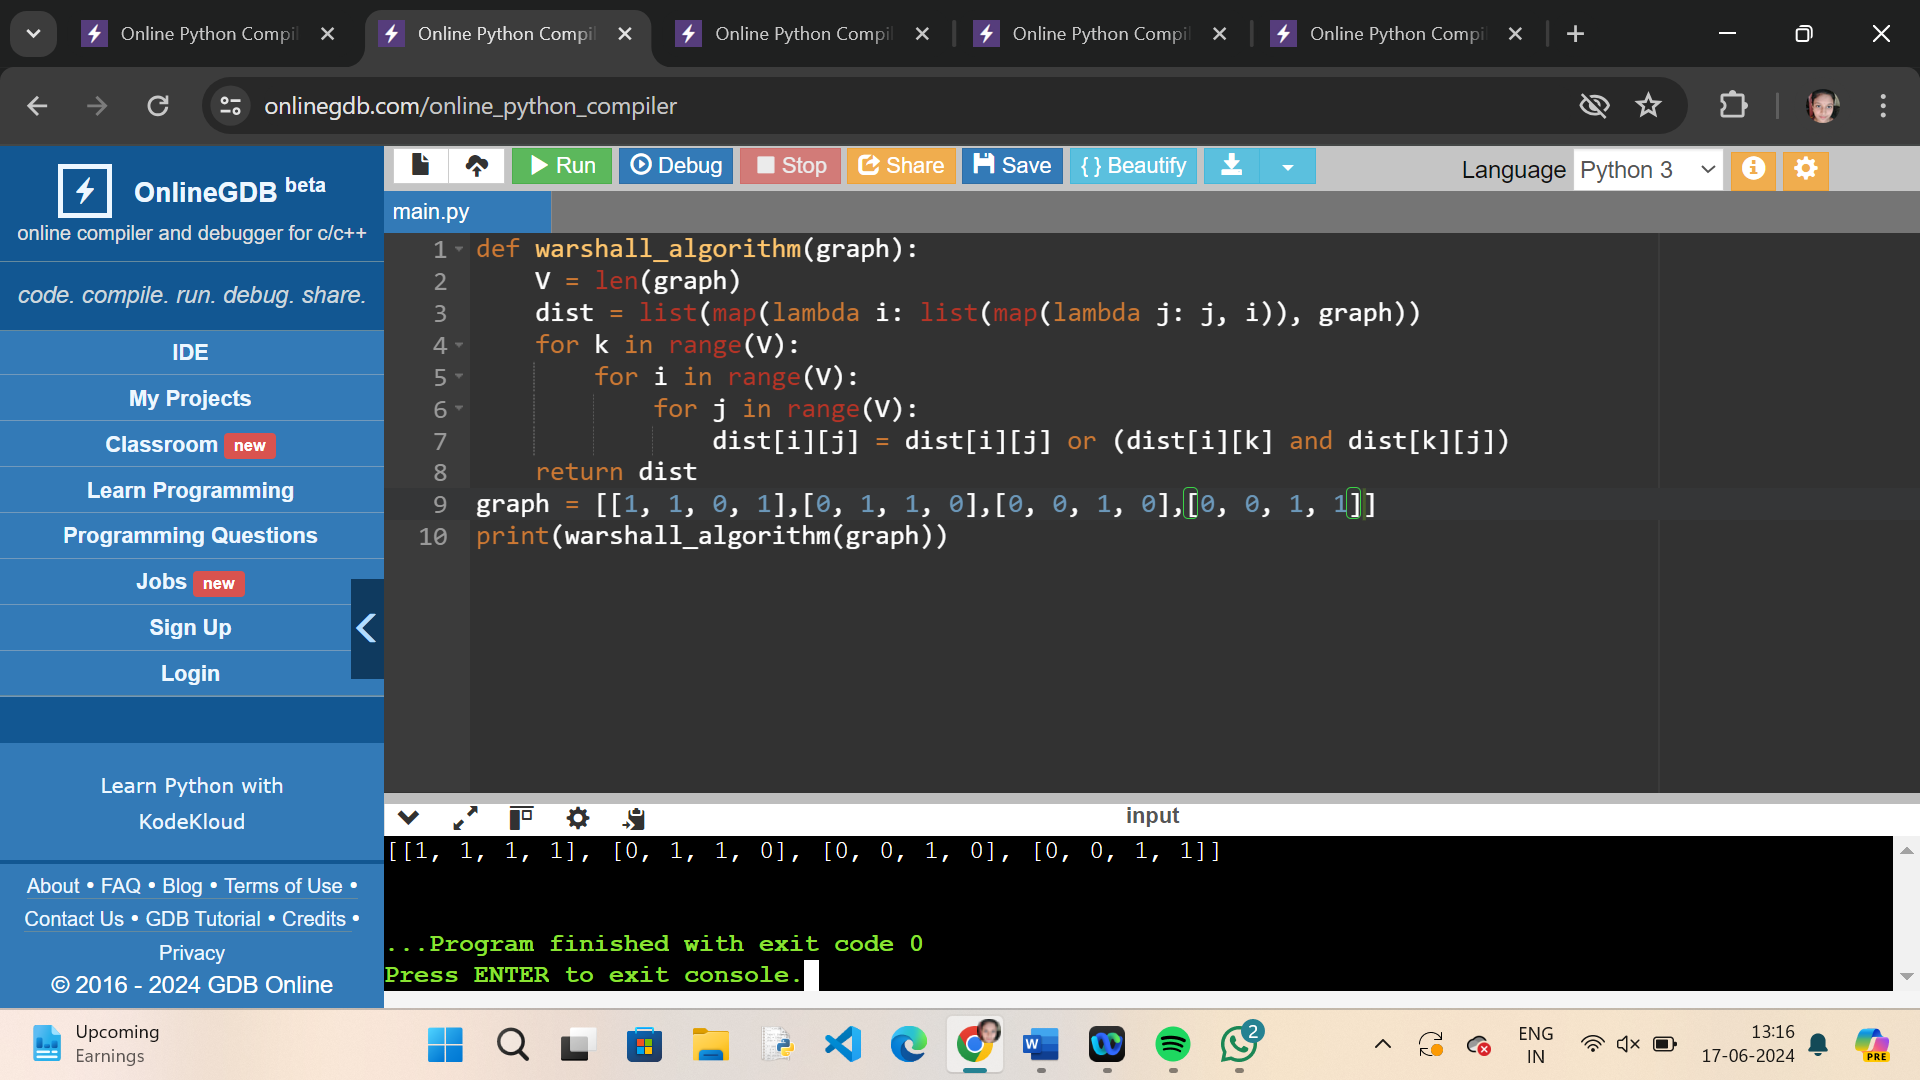 Online Python Compil
Online Python Compil
Online Python Compil
Online Python Compil
Online Python Compil
onlinegdb.com/online_python_compiler
OnlineGDB beta
online compiler and debugger for c/c++
code. compile. run. debug. share.
IDE
My Projects
Classroom new
Learn Programming
Programming Questions
Jobs new
Sign Up
Login
Learn Python with
KodeKloud
About • FAQ • Blog • Terms of Use •
Contact Us • GDB Tutorial • Credits •
Privacy
© 2016 - 2024 GDB Online
Run Debug Stop Share Save {} Beautify
Language Python 3
main.py
1 def warshall_algorithm(graph):
2     V = len(graph)
3     dist = list(map(lambda i: list(map(lambda j: j, i)), graph))
4     for k in range(V):
5         for i in range(V):
6             for j in range(V):
7                 dist[i][j] = dist[i][j] or (dist[i][k] and dist[k][j])
8     return dist
9 graph = [[1, 1, 0, 1],[0, 1, 1, 0],[0, 0, 1, 0],[0, 0, 1, 1]]
10 print(warshall_algorithm(graph))
input
[[1, 1, 1, 1], [0, 1, 1, 0], [0, 0, 1, 0], [0, 0, 1, 1]]
...Program finished with exit code 0
Press ENTER to exit console.
Upcoming
Earnings
W
2
ENG
IN
13:16
17-06-2024
PRE